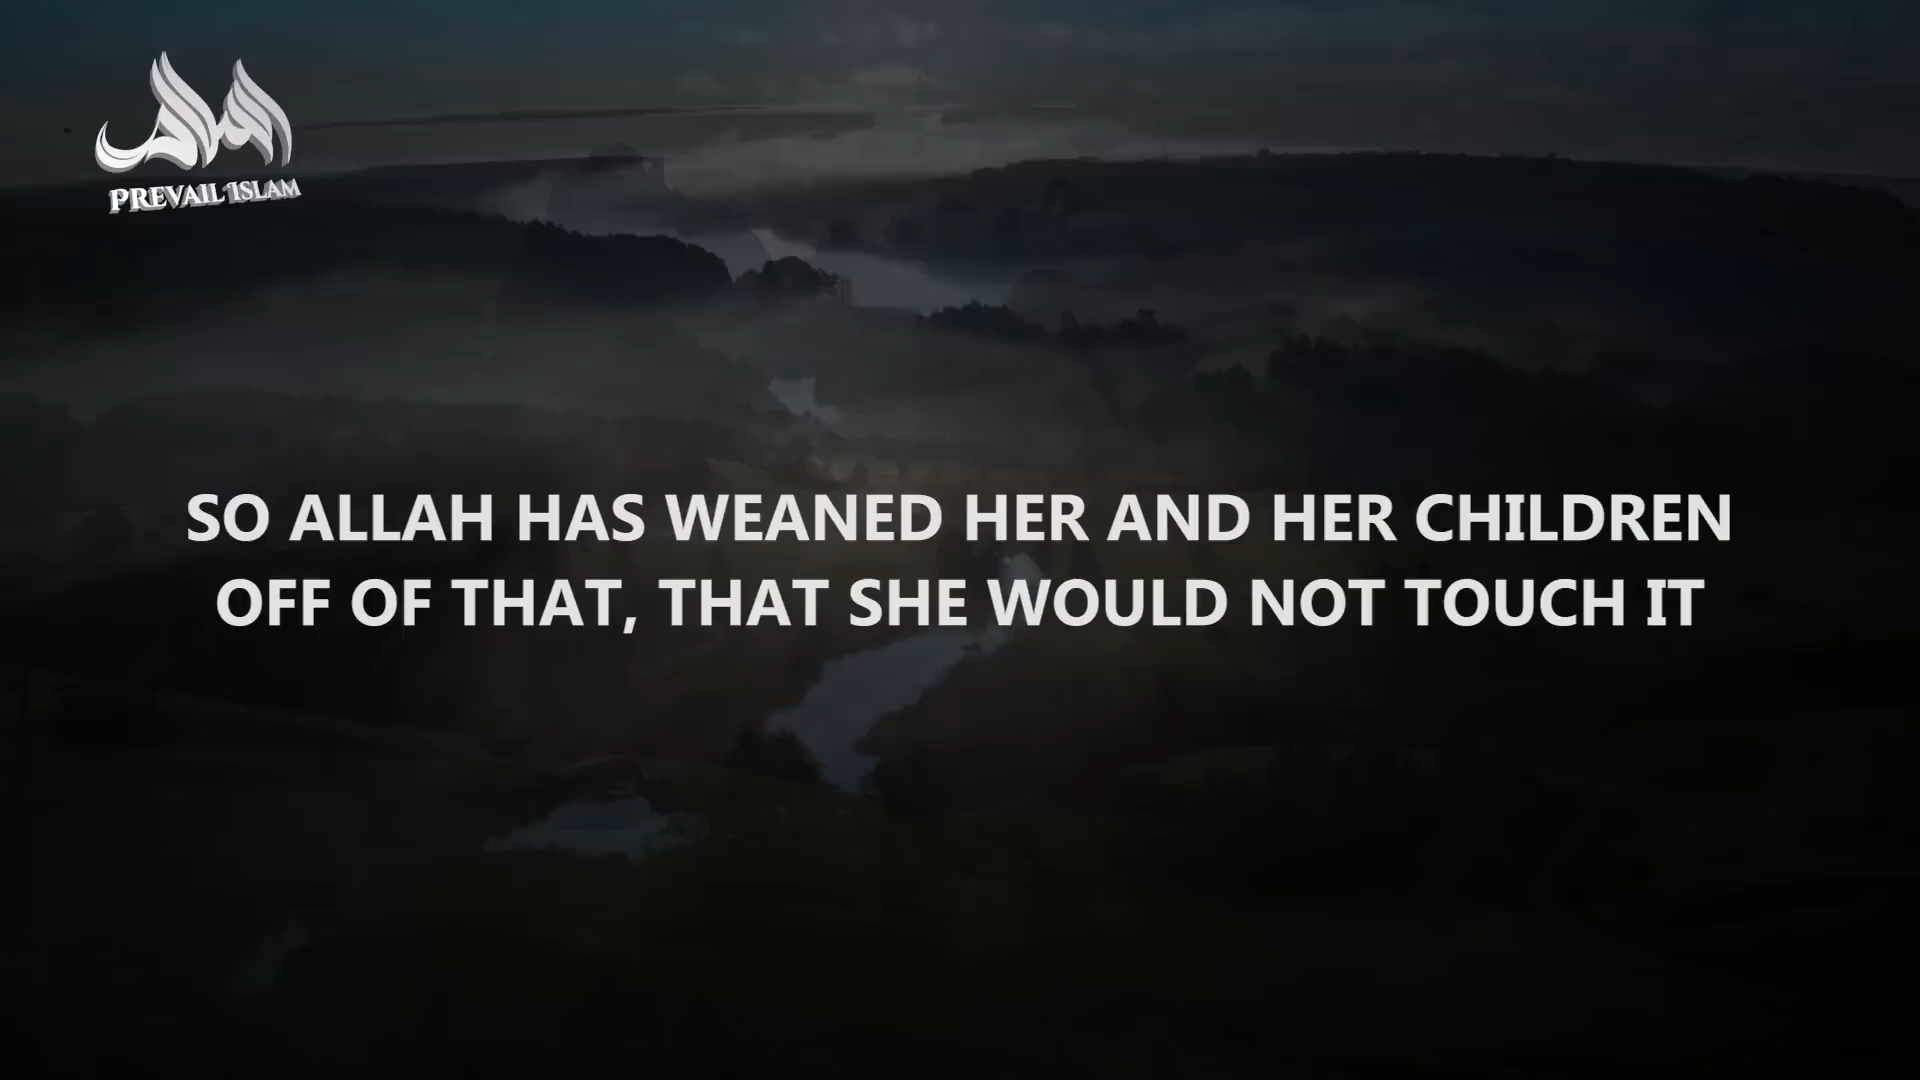 PREVAIL ISLAM
SO ALLAH HAS WEANED HER AND HER CHILDREN
OFF OF THAT, THAT SHE WOULD NOT TOUCH IT